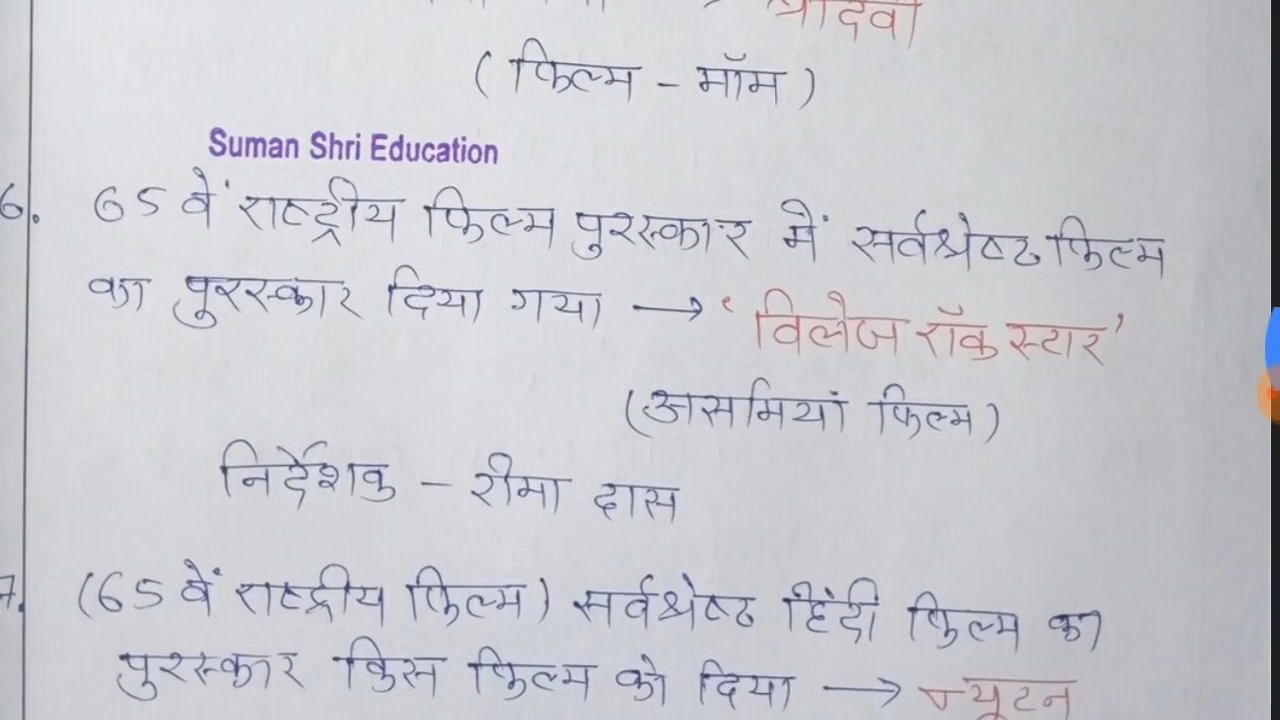 श्रीदेवी
( फिल्म - मॉम )
Suman Shri Education
6. 65 वें राष्ट्रीय फिल्म पुरस्कार में सर्वश्रेष्ठ फिल्म
का पुरस्कार दिया गया → ‘विलेज रॉक स्टार’
(असमियां फिल्म)
निर्देशक - रीमा दास
7. (65 वें राष्ट्रीय फिल्म) सर्वश्रेष्ठ हिंदी फिल्म का
पुरस्कार किस फिल्म को दिया → न्यूटन